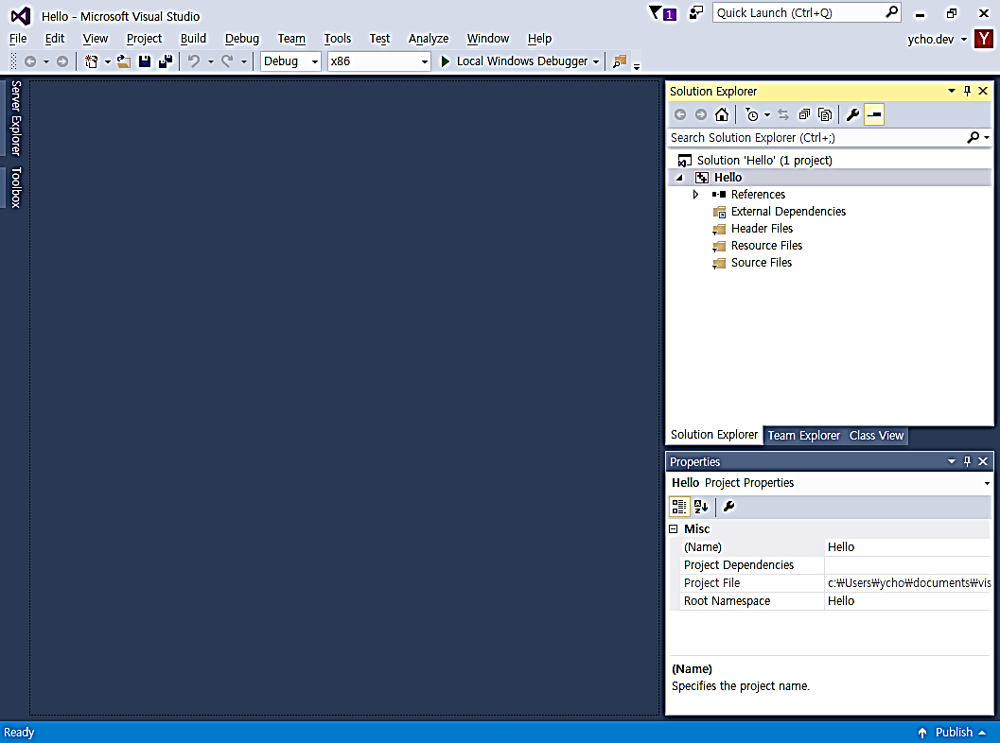 Hello - Microsoft Visual Studio
1
Quick Launch (Ctrl+Q)
File Edit View Project Build Debug Team Tools Test Analyze Window Help
ycho.dev
Y
Debug x86 Local Windows Debugger
Server Explorer
Toolbox
Solution Explorer
Search Solution Explorer (Ctrl+;)
Solution 'Hello' (1 project)
Hello
References
External Dependencies
Header Files
Resource Files
Source Files
Solution Explorer Team Explorer Class View
Properties
Hello Project Properties
Misc
(Name) Hello
Project Dependencies
Project File c:₩Users₩ycho₩documents₩vis
Root Namespace Hello
(Name)
Specifies the project name.
Ready
Publish